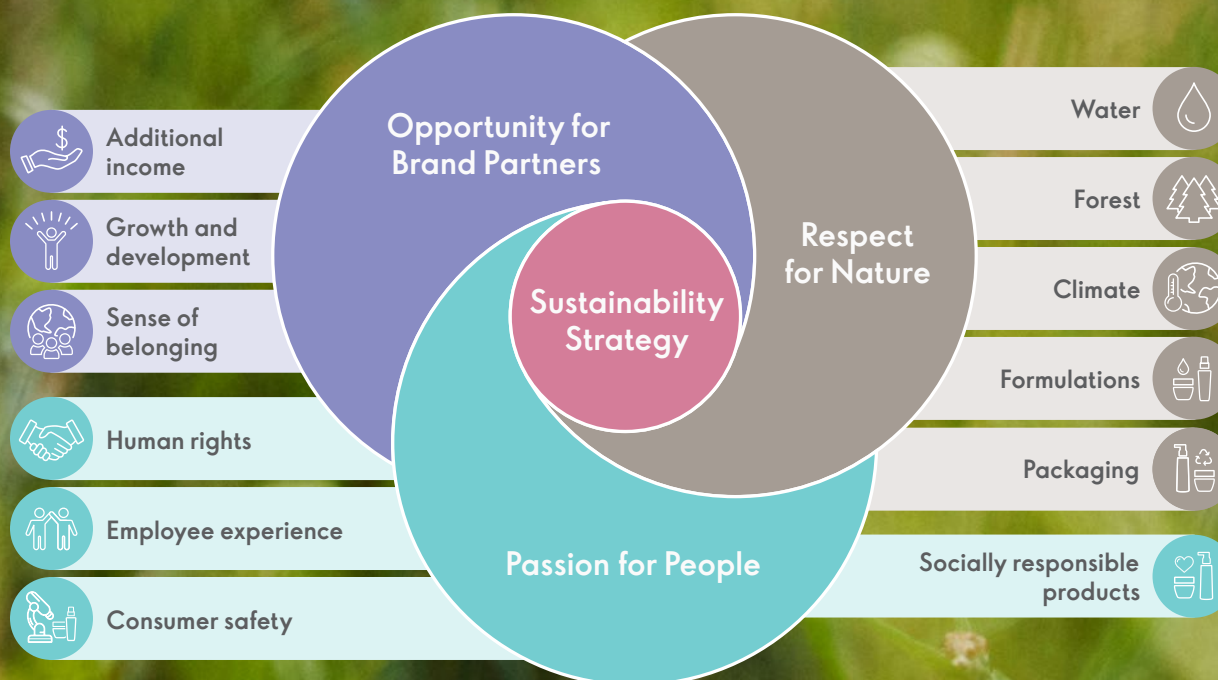 Opportunity for
Brand Partners
Respect
for Nature
Sustainability
Strategy
Passion for People
$
Additional
income
Growth and
development
Sense of
belonging
Human rights
Employee experience
Consumer safety
Water
Forest
Climate
Formulations
Packaging
Socially responsible
products